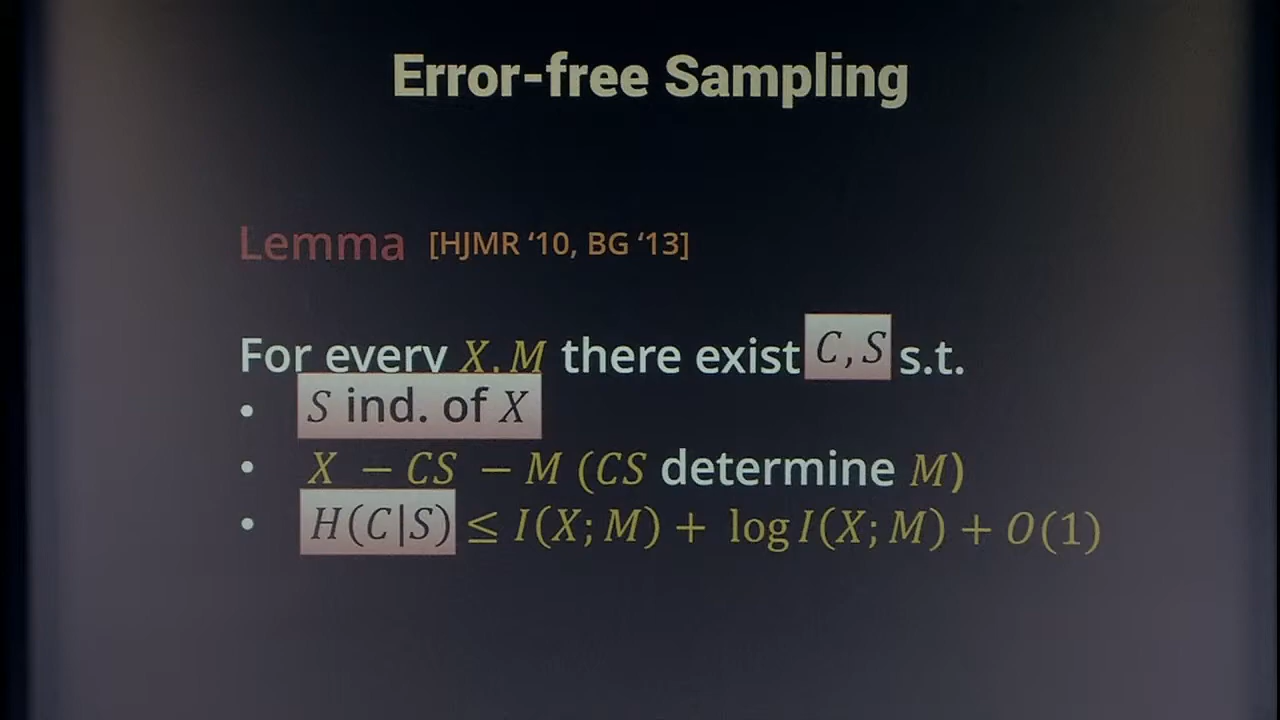 Error-free Sampling
Lemma [HJMR ‘10, BG ‘13]
For every X, M there exist C, S s.t.
• S ind. of X
• X – CS – M (CS determine M)
• H(C|S) ≤ I(X; M) + log I(X; M) + O(1)